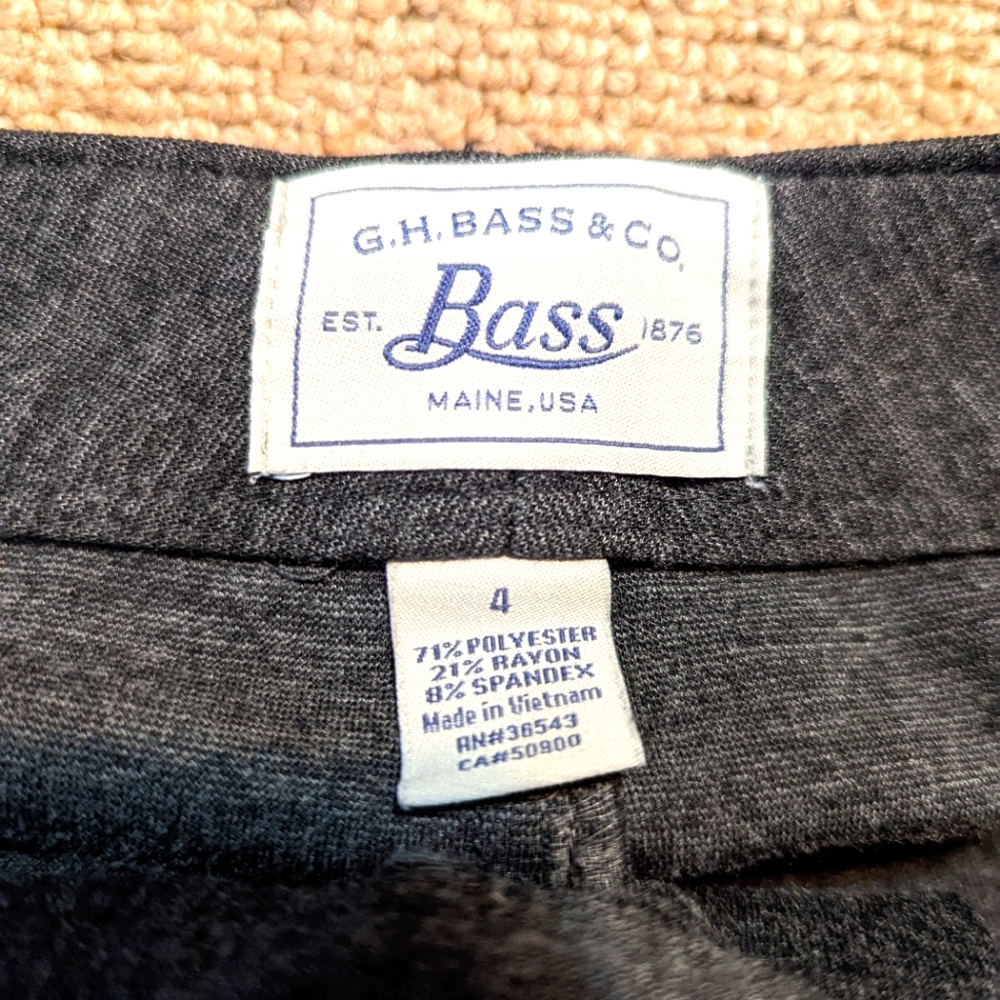 G.H. BASS & CO.
Bass
EST. 1876
MAINE, USA
4
71% POLYESTER
21% RAYON
8% SPANDEX
Made in Vietnam
RN#36543
CA#50900